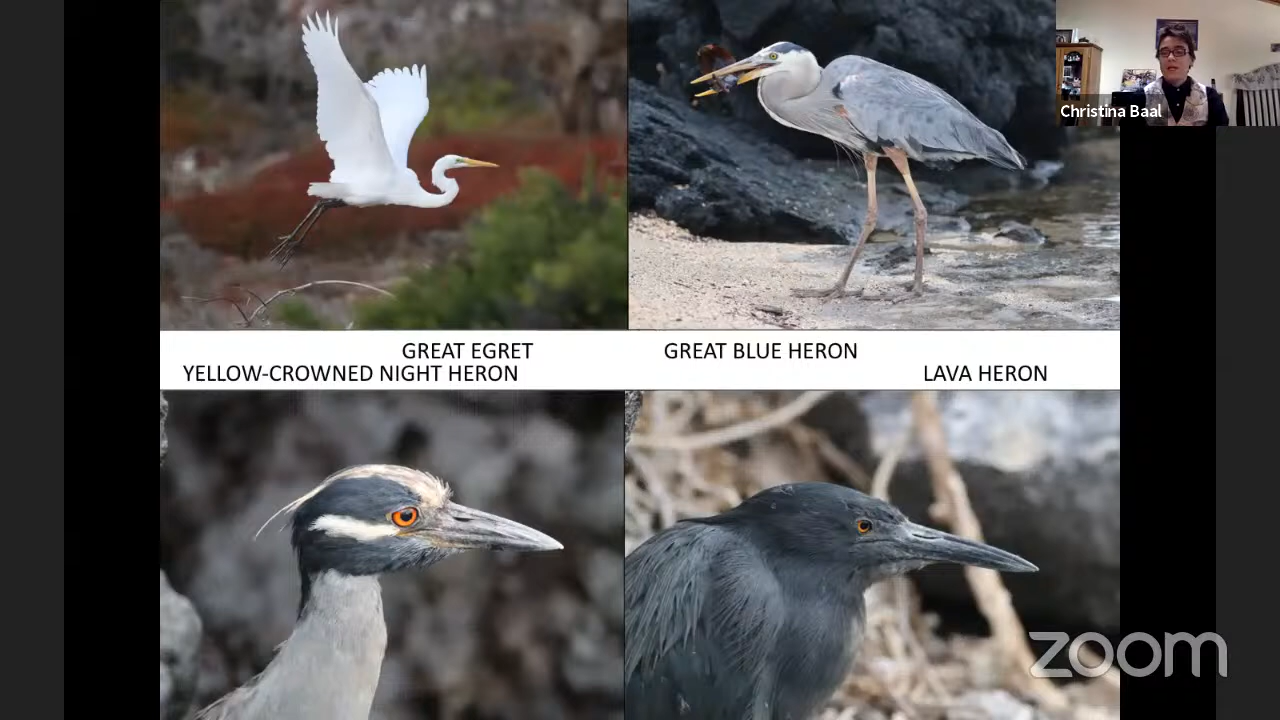 Christina Baal
GREAT EGRET
GREAT BLUE HERON
YELLOW-CROWNED NIGHT HERON
LAVA HERON
zoom